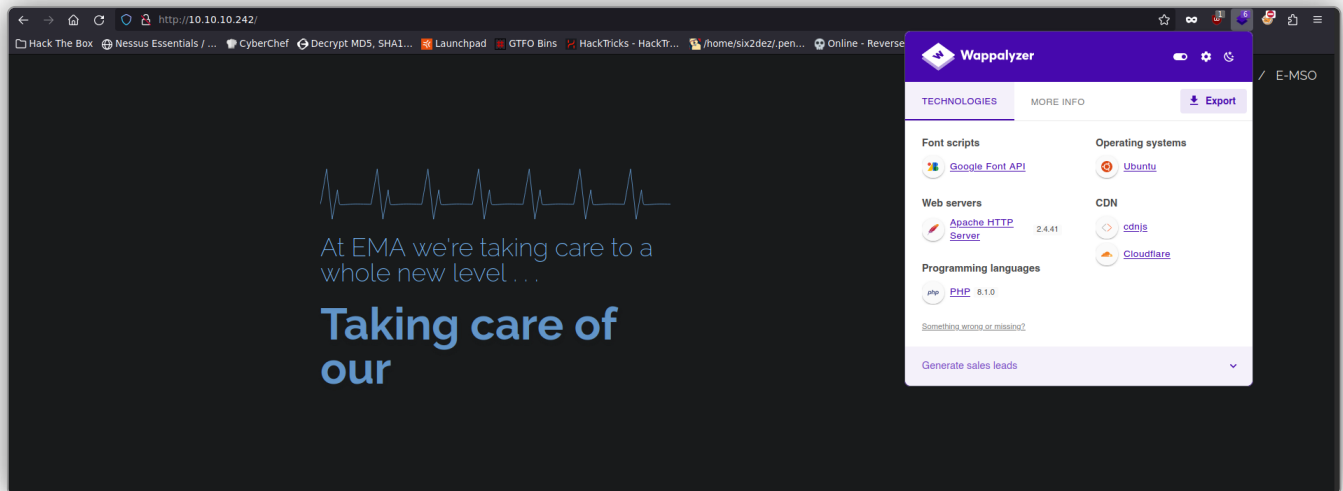 http://10.10.10.242/
1
6
Hack The Box Nessus Essentials / ... CyberChef Decrypt MD5, SHA1... Launchpad GTFO Bins HackTricks - HackTr... /home/six2dez/.pen... Online - Reverse
Wappalyzer
/ E-MSO
TECHNOLOGIES MORE INFO Export
Font scripts
Google Font API
Operating systems
Ubuntu
Web servers
Apache HTTP
Server 2.4.41
CDN
cdnjs
Cloudflare
Programming languages
php PHP 8.1.0
Something wrong or missing?
Generate sales leads
At EMA we're taking care to a
whole new level . . .
Taking care of
our